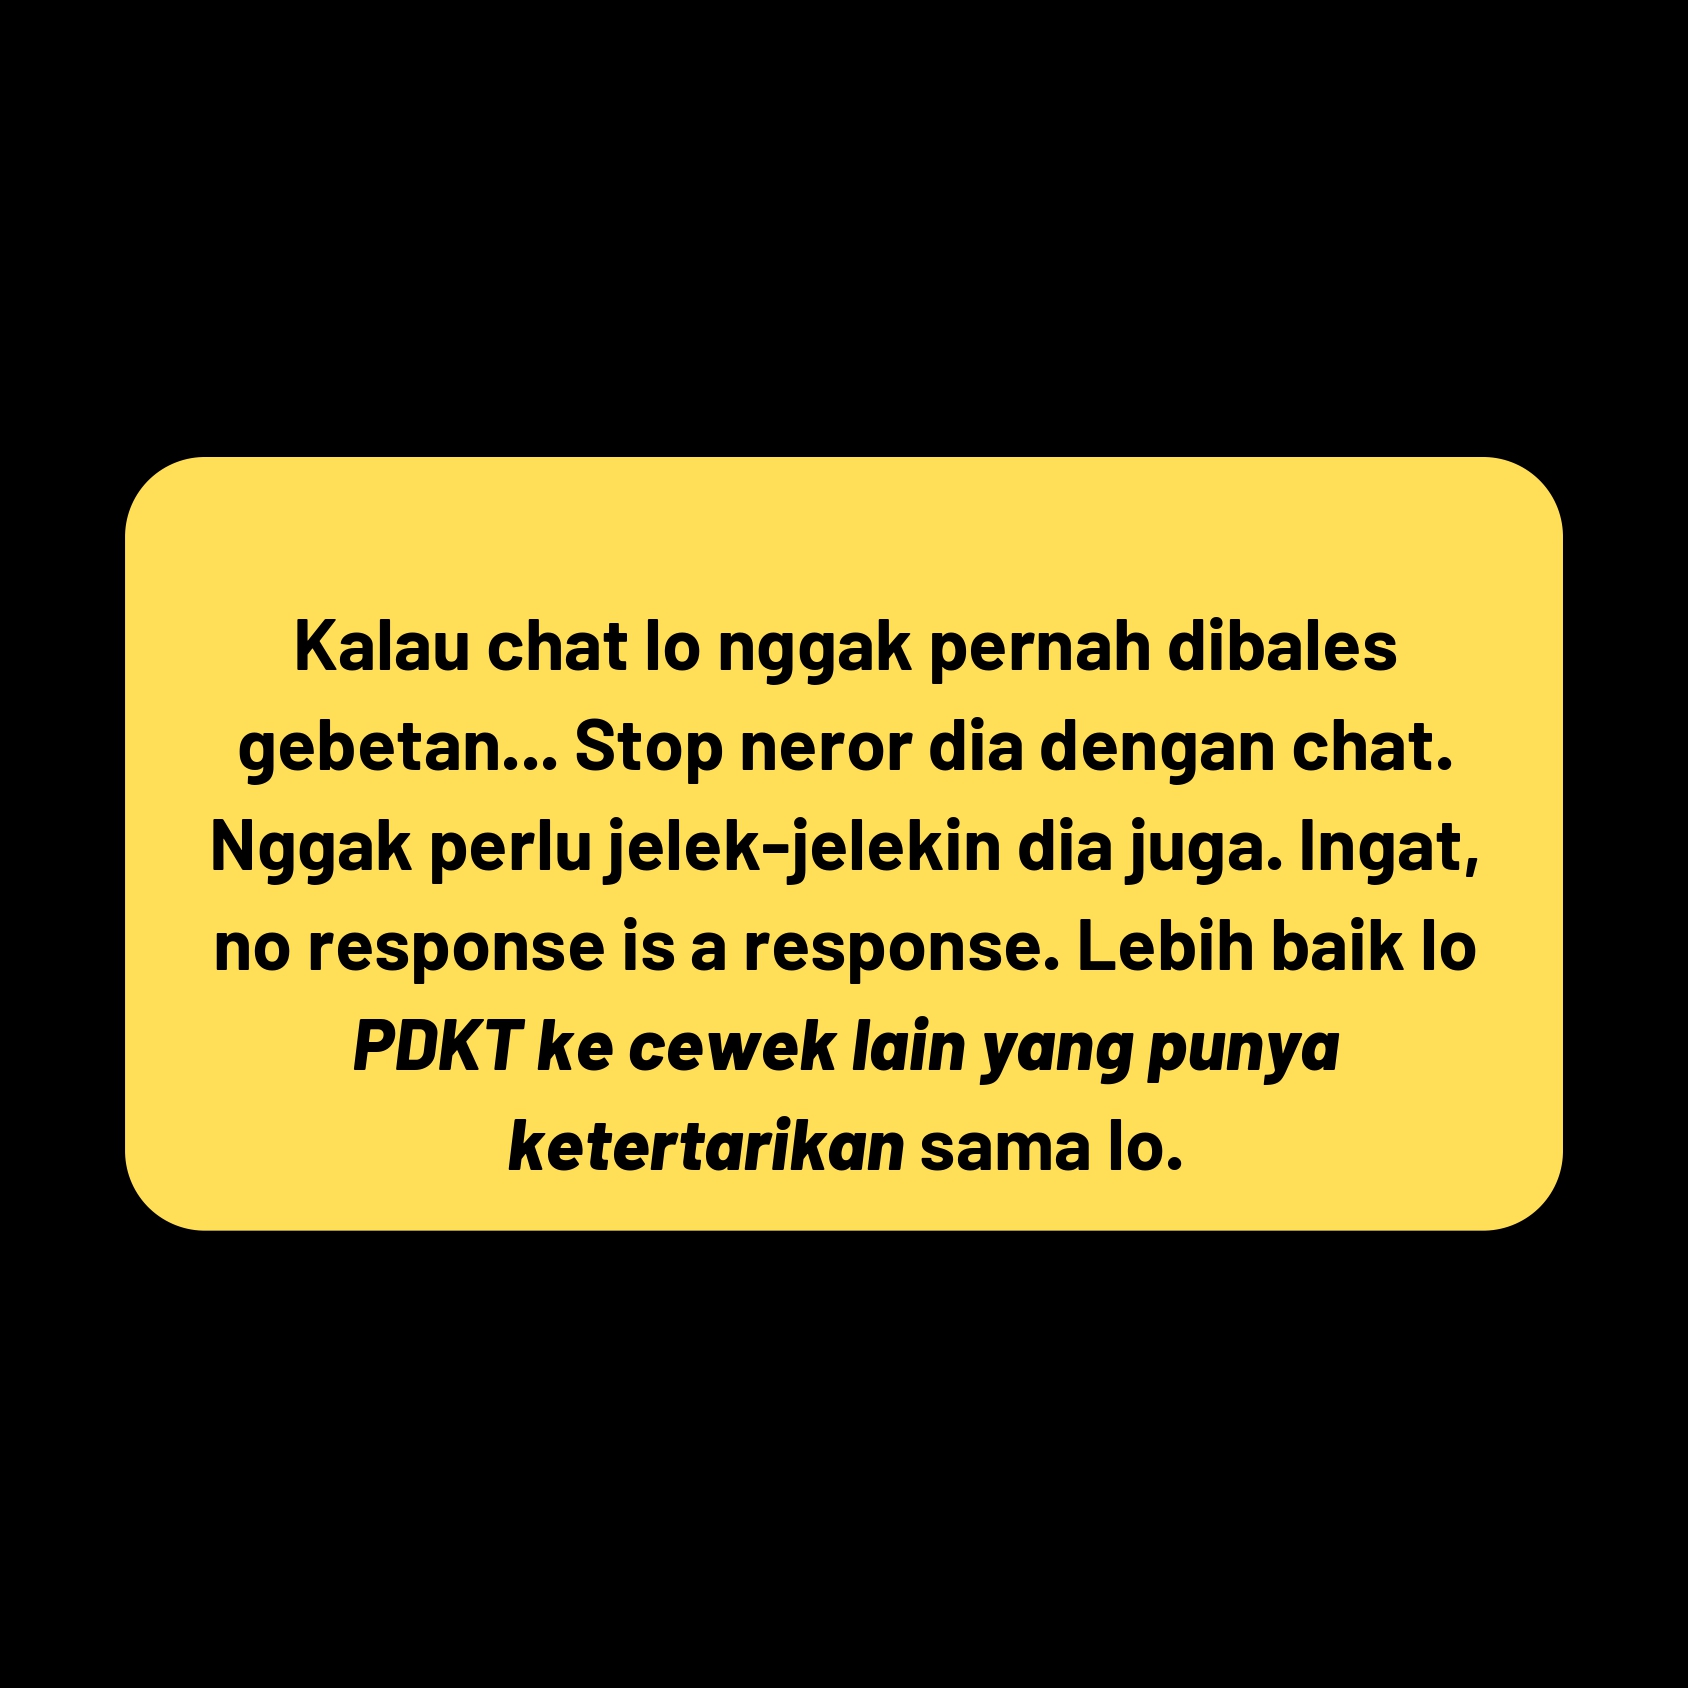 Kalau chat lo nggak pernah dibales
gebetan... Stop neror dia dengan chat.
Nggak perlu jelek-jelekin dia juga. Ingat,
no response is a response. Lebih baik lo
PDKT ke cewek lain yang punya
ketertarikan sama lo.